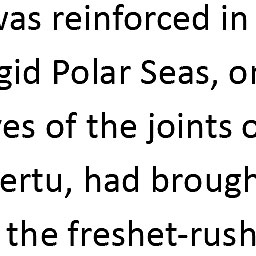 was reinforced in
gid Polar Seas, or
ves of the joints o
ertu, had brough
the freshet-rush